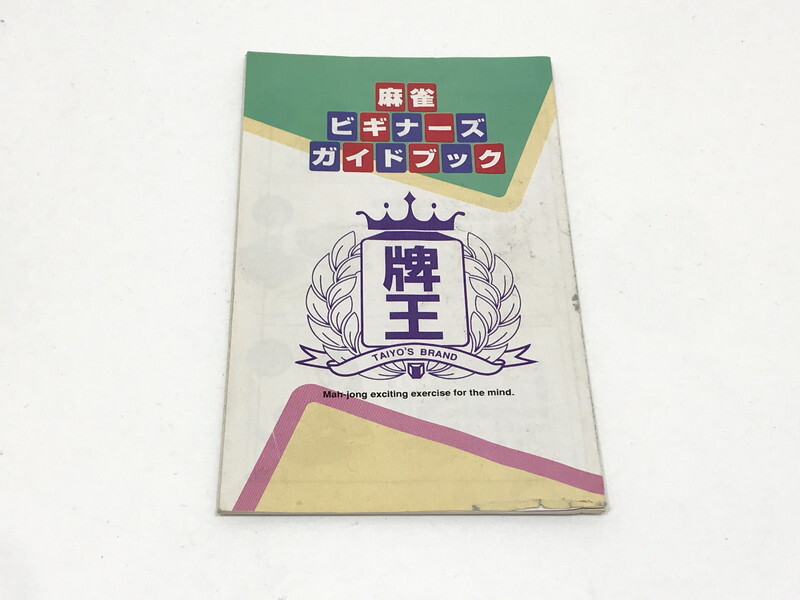 麻雀
ビギナーズ
ガイドブック
牌
王
TAIYO'S BRAND
Mah-jong exciting exercise for the mind.